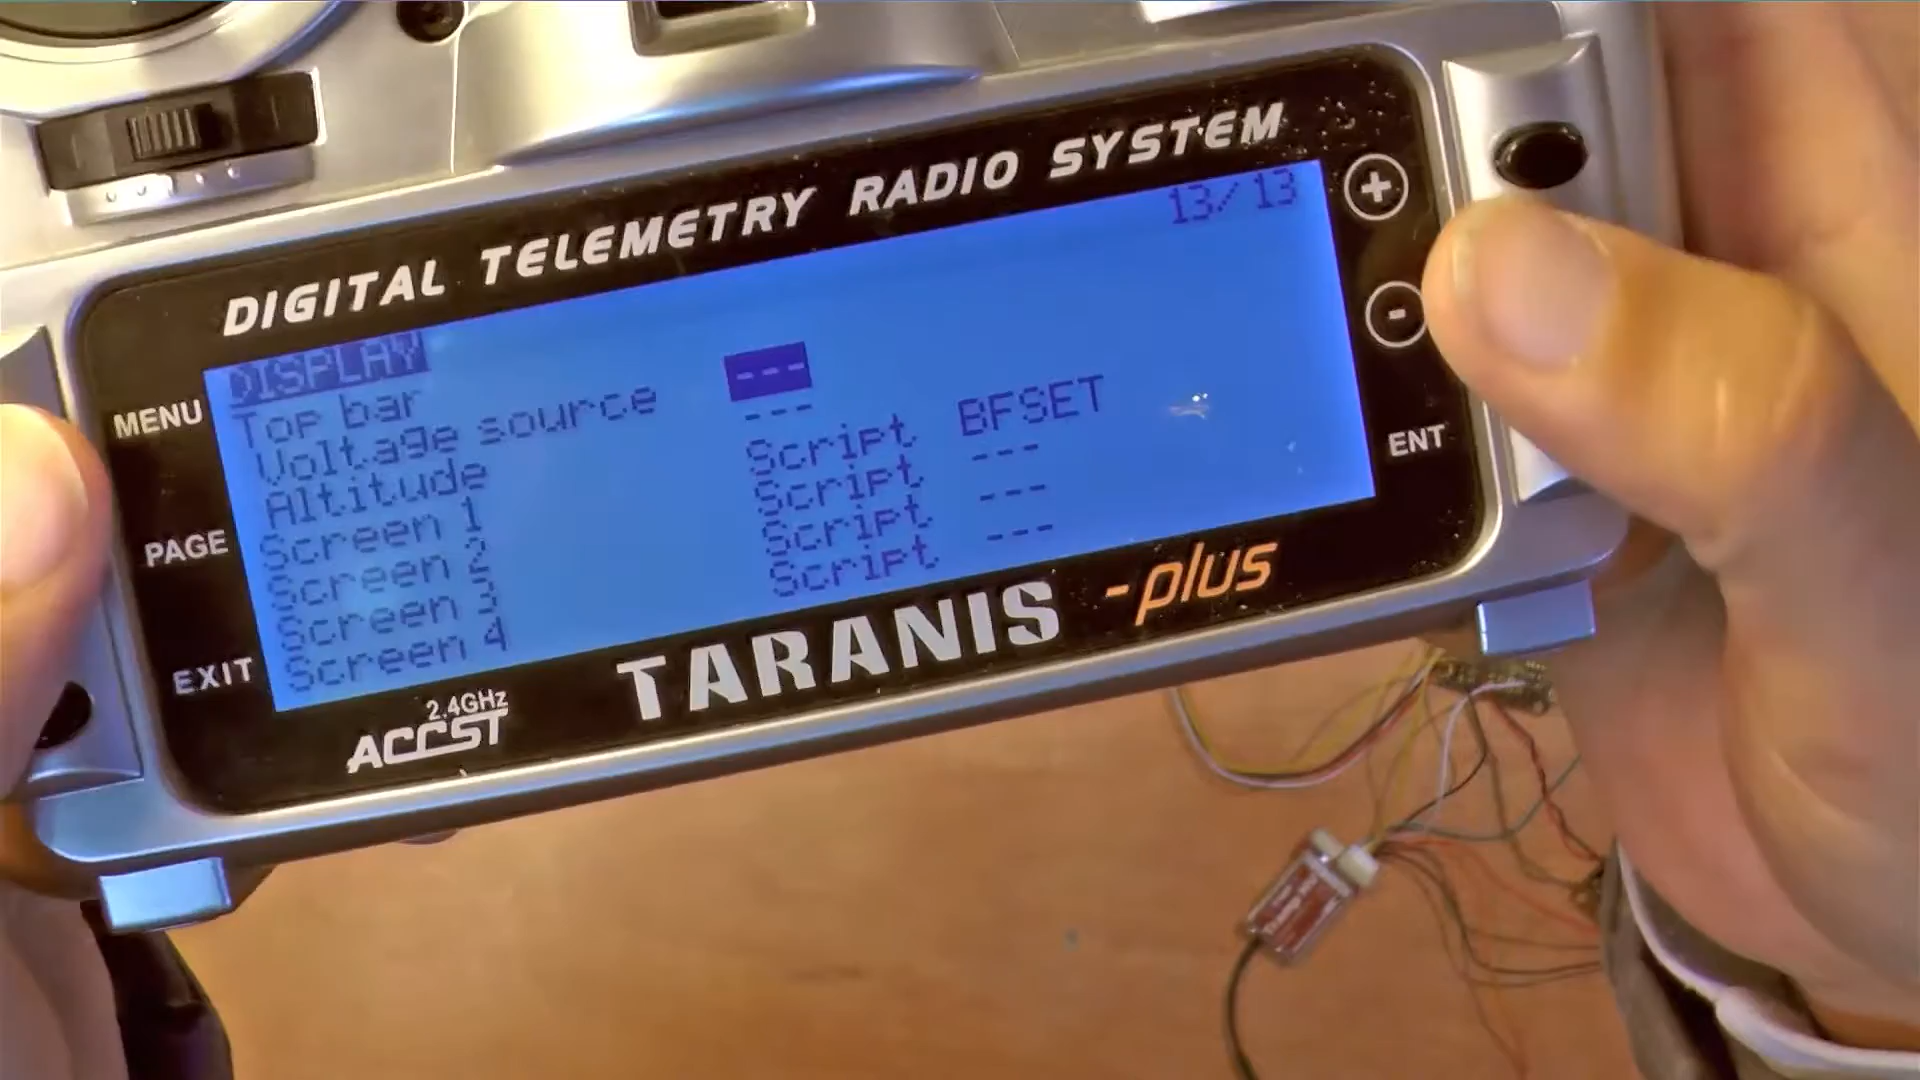 DIGITAL TELEMETRY RADIO SYSTEM
+
-
MENU
PAGE
EXIT
ENT
DISPLAY 13/13
Top bar
Voltage source ---
Altitude ---
Screen 1 Script BFSET
Screen 2 Script ---
Screen 3 Script ---
Screen 4 Script ---
2.4GHz
ACCST
TARANIS -plus